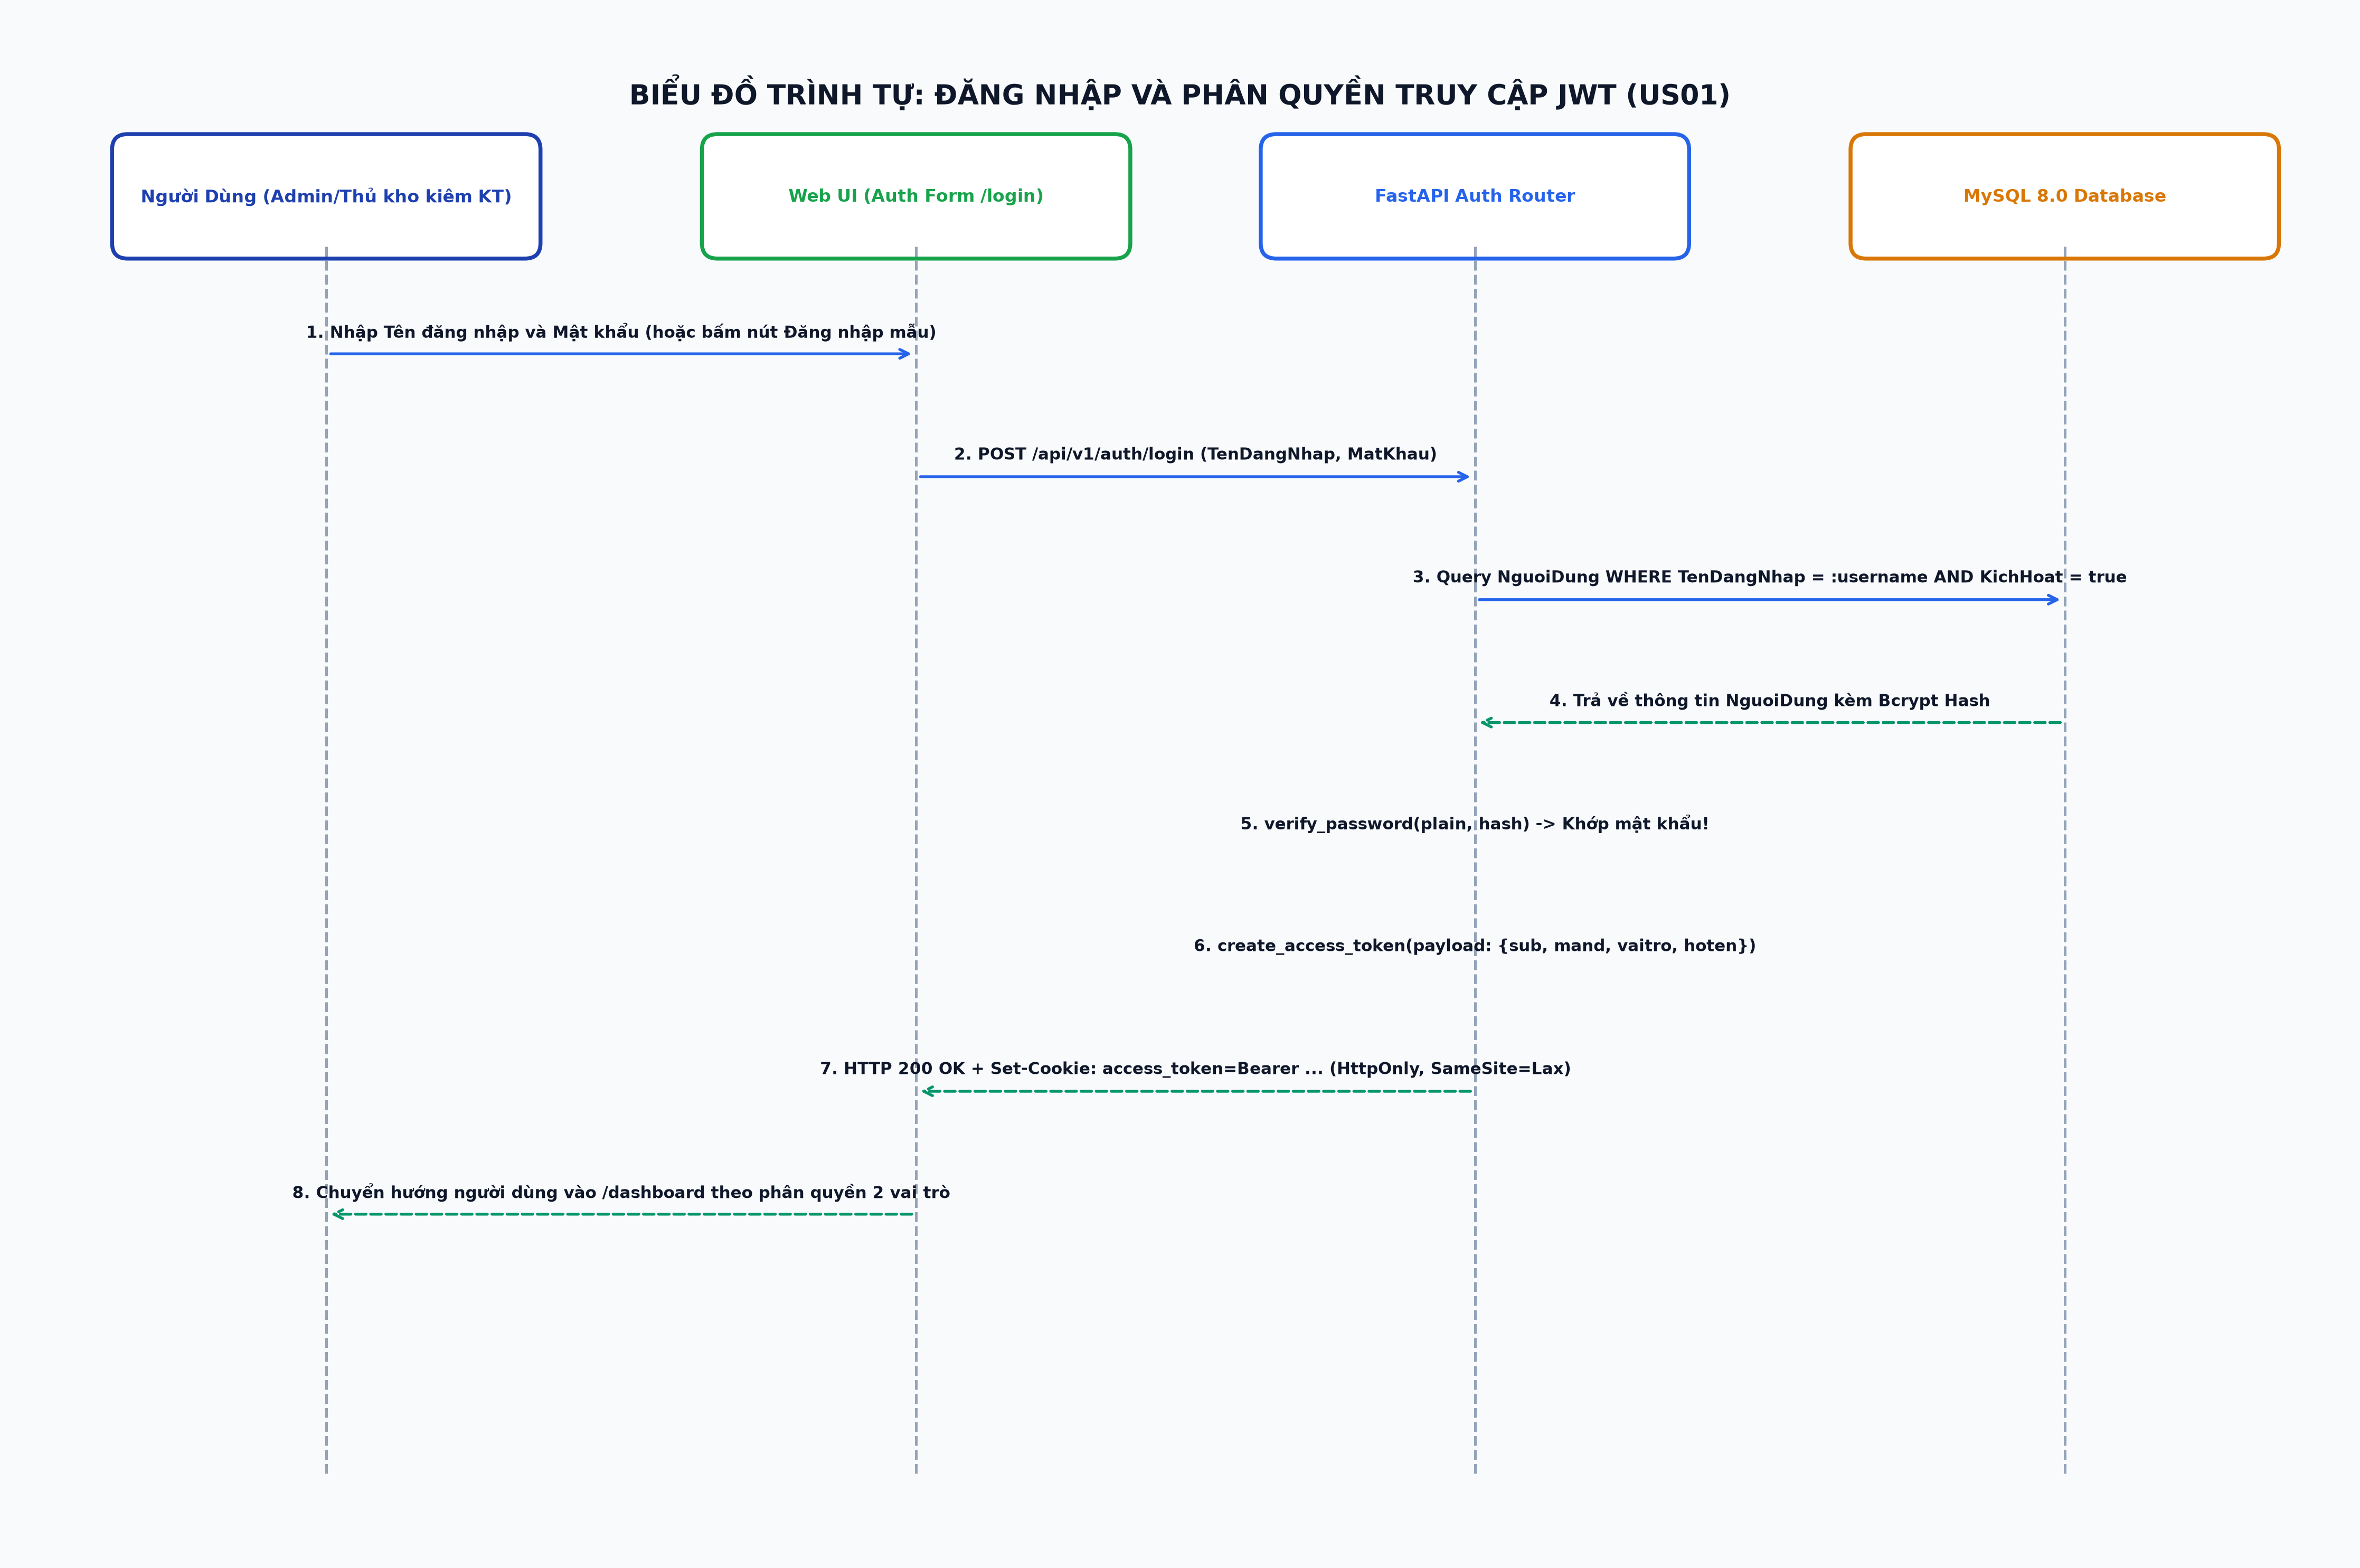 BIỂU ĐỒ TRÌNH TỰ: ĐĂNG NHẬP VÀ PHÂN QUYỀN TRUY CẬP JWT (US01)
Người Dùng (Admin/Thủ kho kiêm KT)
Web UI (Auth Form /login)
FastAPI Auth Router
MySQL 8.0 Database
1. Nhập Tên đăng nhập và Mật khẩu (hoặc bấm nút Đăng nhập mẫu)
2. POST /api/v1/auth/login (TenDangNhap, MatKhau)
3. Query NguoiDung WHERE TenDangNhap = :username AND KichHoat = true
4. Trả về thông tin NguoiDung kèm Bcrypt Hash
5. verify_password(plain, hash) -> Khớp mật khẩu!
6. create_access_token(payload: {sub, mand, vaitro, hoten})
7. HTTP 200 OK + Set-Cookie: access_token=Bearer ... (HttpOnly, SameSite=Lax)
8. Chuyển hướng người dùng vào /dashboard theo phân quyền 2 vai trò